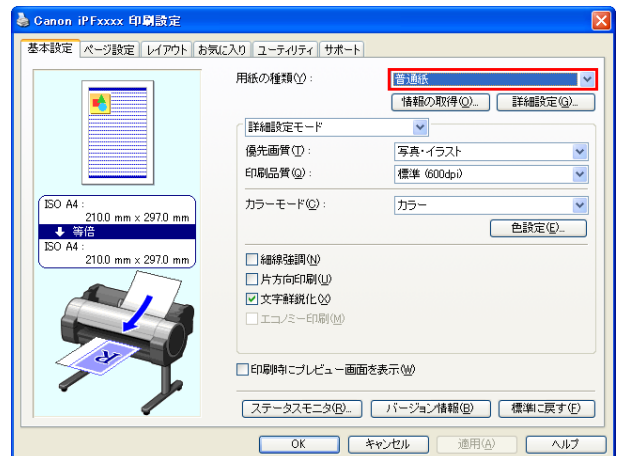 Canon iPFxxxx 印刷設定
基本設定 ページ設定 レイアウト お気に入り ユーティリティ サポート
用紙の種類(Y): 普通紙
情報の取得(Q)... 詳細設定(G)...
詳細設定モード
優先画質(T): 写真・イラスト
印刷品質(Q): 標準 (600dpi)
カラーモード(C): カラー
色設定(E)...
ISO A4 :
210.0 mm x 297.0 mm
等倍
ISO A4 :
210.0 mm x 297.0 mm
細線強調(N)
片方向印刷(U)
文字鮮鋭化(X)
エコノミー印刷(M)
印刷時にプレビュー画面を表示(W)
ステータスモニタ(R)... バージョン情報(B) 標準に戻す(F)
OK キャンセル 適用(A) ヘルプ